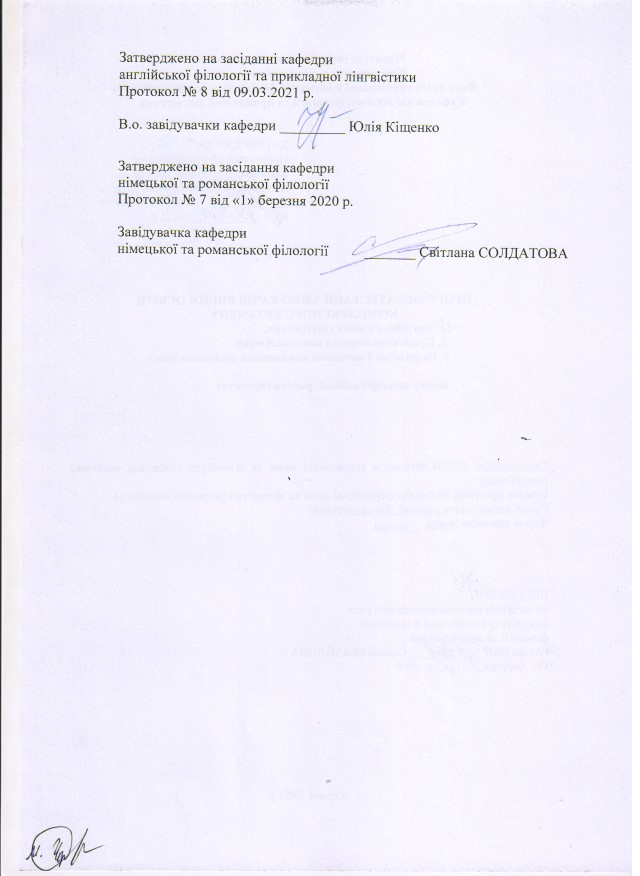 Затверджено на засіданні кафедри
англійської філології та прикладної лінгвістики
Протокол № 8 від 09.03.2021 р.
В.о. завідувачки кафедри __________ Юлія Кіщенко
Затверджено на засідання кафедри
німецької та романської філології
Протокол № 7 від «1» березня 2020 р.
Завідувачка кафедри
німецької та романської філології _______ Світлана СОЛДАТОВА